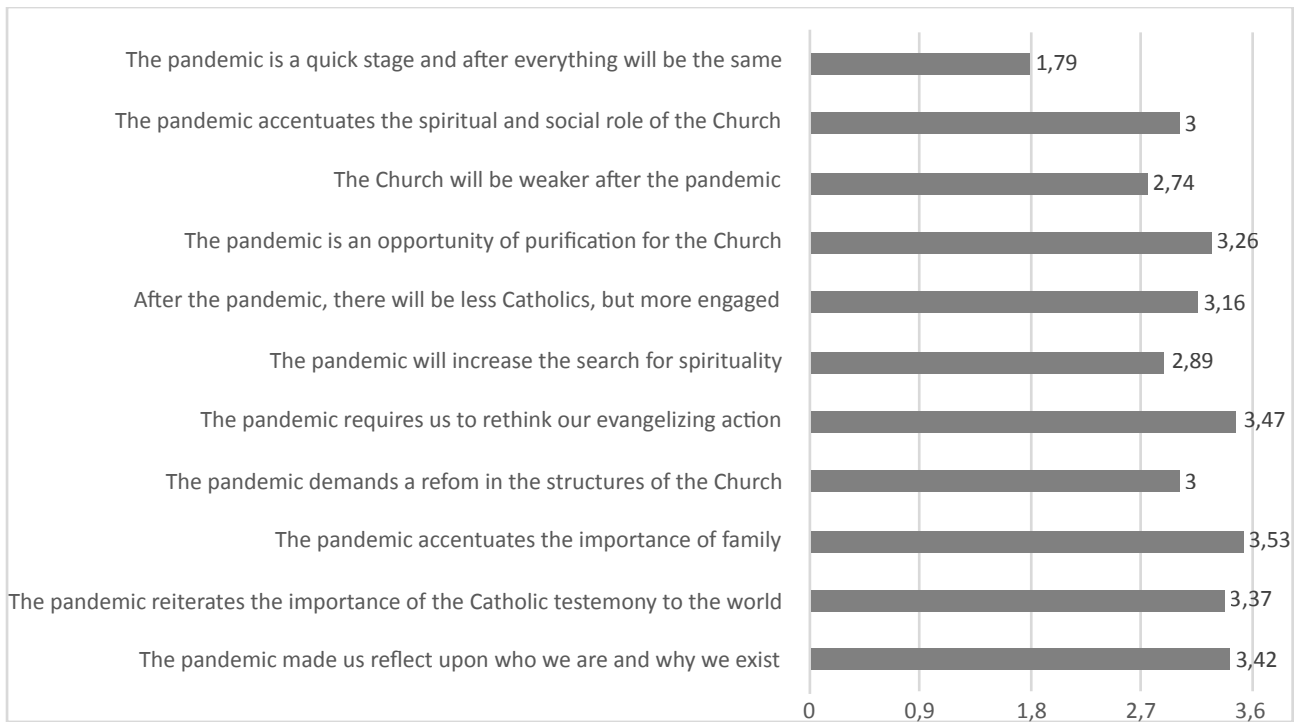 The pandemic is a quick stage and after everything will be the same 1,79
The pandemic accentuates the spiritual and social role of the Church 3
The Church will be weaker after the pandemic 2,74
The pandemic is an opportunity of purification for the Church 3,26
After the pandemic, there will be less Catholics, but more engaged 3,16
The pandemic will increase the search for spirituality 2,89
The pandemic requires us to rethink our evangelizing action 3,47
The pandemic demands a refom in the structures of the Church 3
The pandemic accentuates the importance of family 3,53
The pandemic reiterates the importance of the Catholic testemony to the world 3,37
The pandemic made us reflect upon who we are and why we exist 3,42
0 0,9 1,8 2,7 3,6